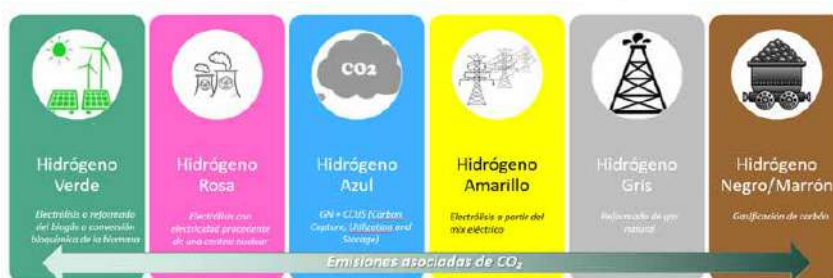 CO2
Hidrógeno
Verde
Electrólisis o reformado
del biogás o conversión
bioquímica de la biomasa
Hidrógeno
Rosa
Electrólisis con
electricidad procedente
de una central nuclear
Hidrógeno
Azul
GN + CCUS (Carbon
Capture, Utilization and
Storage)
Hidrógeno
Amarillo
Electrólisis a partir del
mix eléctrico
Hidrógeno
Gris
Reformado de gas
natural
Hidrógeno
Negro/Marrón
Gasificación de carbón
Emisiones asociadas de CO₂